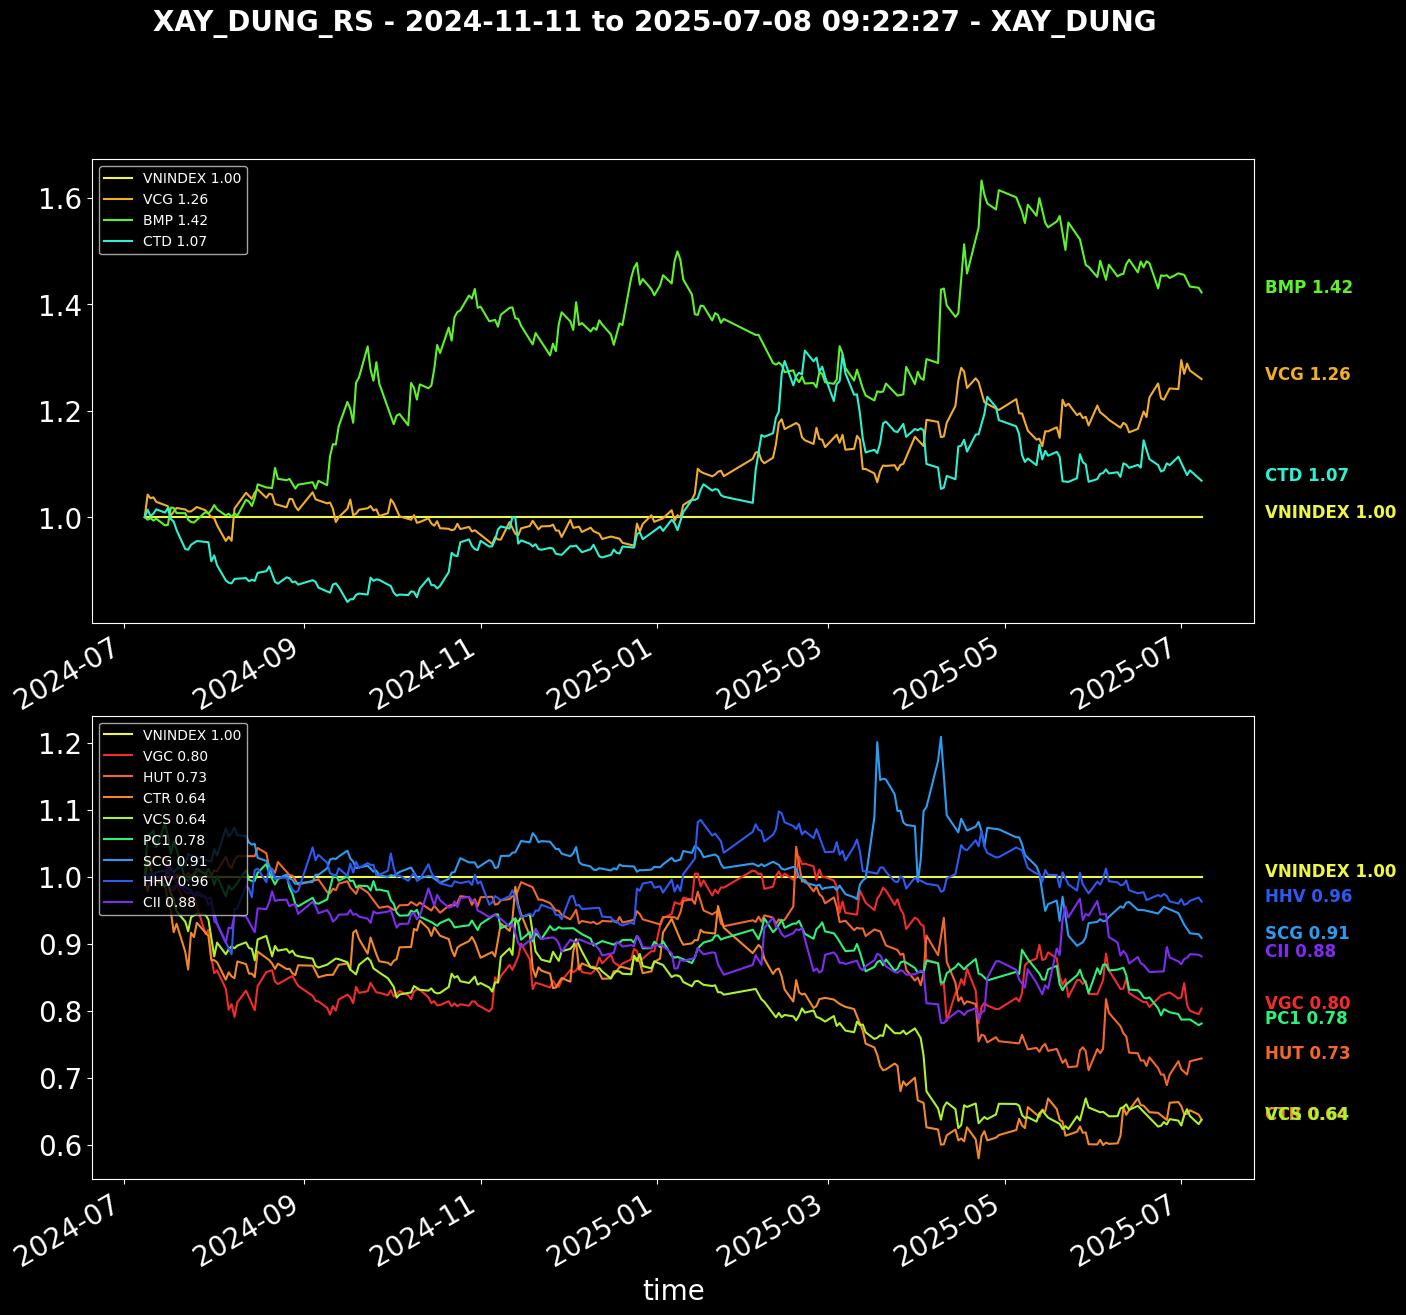 XAY_DUNG_RS - 2024-11-11 to 2025-07-08 09:22:27 - XAY_DUNG
VNINDEX 1.00
VCG 1.26
BMP 1.42
CTD 1.07
1.6
1.4
1.2
1.0
BMP 1.42
VCG 1.26
CTD 1.07
VNINDEX 1.00
2024-07
2024-09
2024-11
2025-01
2025-03
2025-05
2025-07
VNINDEX 1.00
VGC 0.80
HUT 0.73
CTR 0.64
VCS 0.64
PC1 0.78
SCG 0.91
HHV 0.96
CII 0.88
1.2
1.1
1.0
0.9
0.8
0.7
0.6
VNINDEX 1.00
HHV 0.96
SCG 0.91
CII 0.88
VGC 0.80
PC1 0.78
HUT 0.73
VCS 0.64
2024-07
2024-09
2024-11
2025-01
2025-03
2025-05
2025-07
time